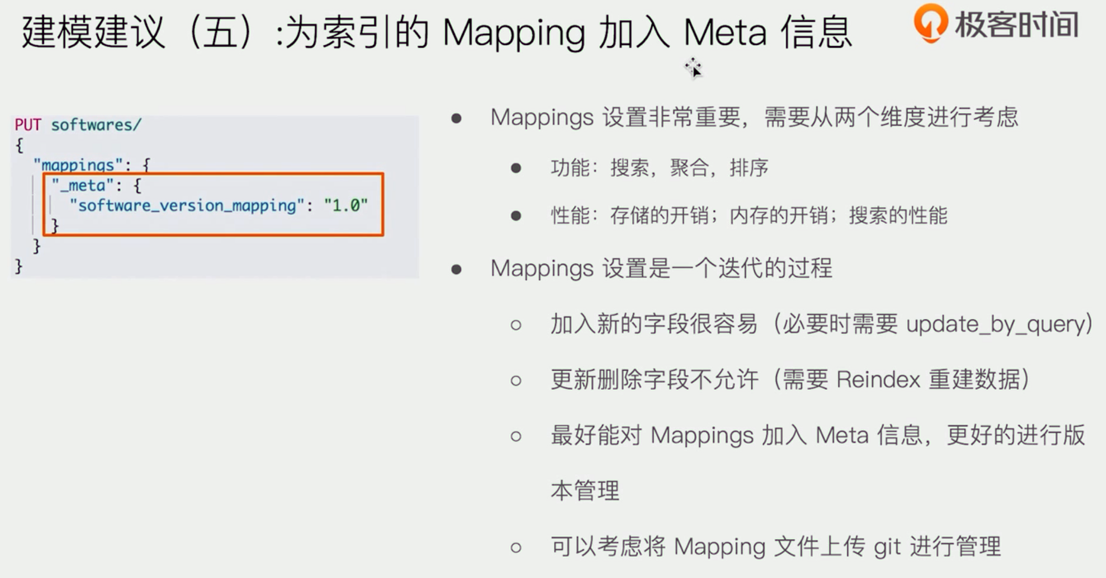 建模建议（五）:为索引的 Mapping 加入 Meta 信息
极客时间
PUT softwares/
{
"mappings": {
"_meta": {
"software_version_mapping": "1.0"
}
}
}
Mappings 设置非常重要，需要从两个维度进行考虑
功能：搜索，聚合，排序
性能：存储的开销；内存的开销；搜索的性能
Mappings 设置是一个迭代的过程
加入新的字段很容易（必要时需要 update_by_query）
更新删除字段不允许（需要 Reindex 重建数据）
最好能对 Mappings 加入 Meta 信息，更好的进行版
本管理
可以考虑将 Mapping 文件上传 git 进行管理